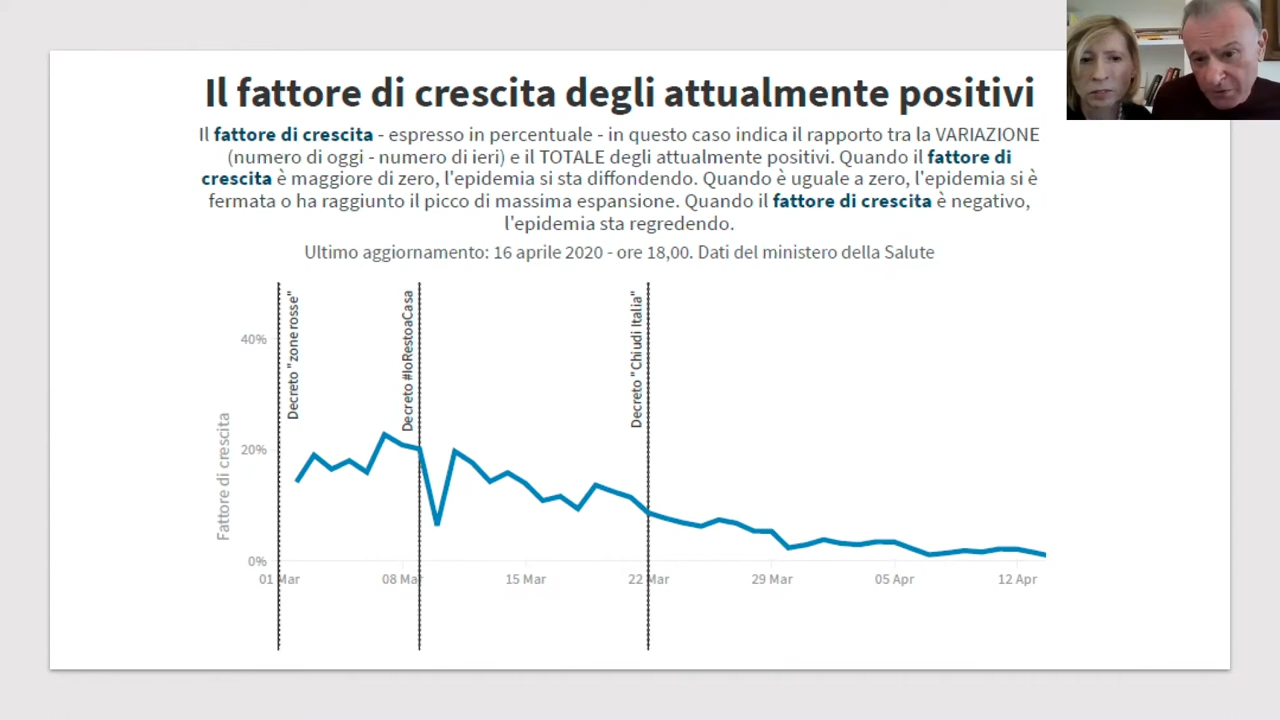 Il fattore di crescita degli attualmente positivi
Il fattore di crescita - espresso in percentuale - in questo caso indica il rapporto tra la VARIAZIONE
(numero di oggi - numero di ieri) e il TOTALE degli attualmente positivi. Quando il fattore di
crescita è maggiore di zero, l'epidemia si sta diffondendo. Quando è uguale a zero, l'epidemia si è
fermata o ha raggiunto il picco di massima espansione. Quando il fattore di crescita è negativo,
l'epidemia sta regredendo.
Ultimo aggiornamento: 16 aprile 2020 - ore 18,00. Dati del ministero della Salute
Decreto "zone rosse"
Decreto #IoRestoaCasa
Decreto "Chiudi Italia"
Fattore di crescita
40%
20%
0%
01 Mar
08 Mar
15 Mar
22 Mar
29 Mar
05 Apr
12 Apr